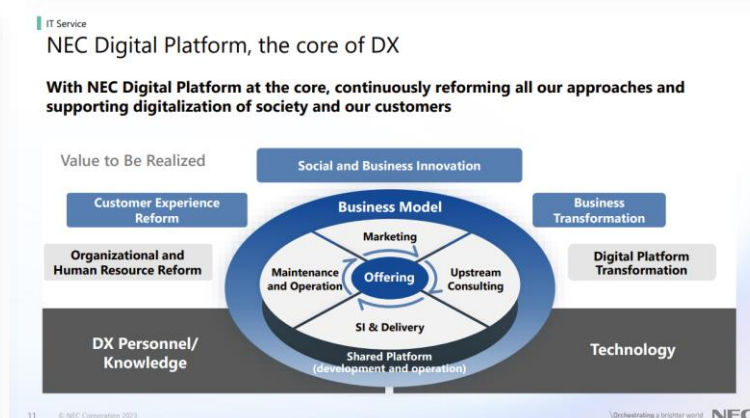 IT Service
NEC Digital Platform, the core of DX
With NEC Digital Platform at the core, continuously reforming all our approaches and
supporting digitalization of society and our customers
Value to Be Realized
Social and Business Innovation
Customer Experience
Reform
Business Model
Business
Transformation
Organizational and
Human Resource Reform
Marketing
Maintenance
and Operation
Offering
Upstream
Consulting
Digital Platform
Transformation
SI & Delivery
DX Personnel/
Knowledge
Shared Platform
(development and operation)
Technology
11
© NEC Corporation 2023
\Orchestrating a brighter world
NEC